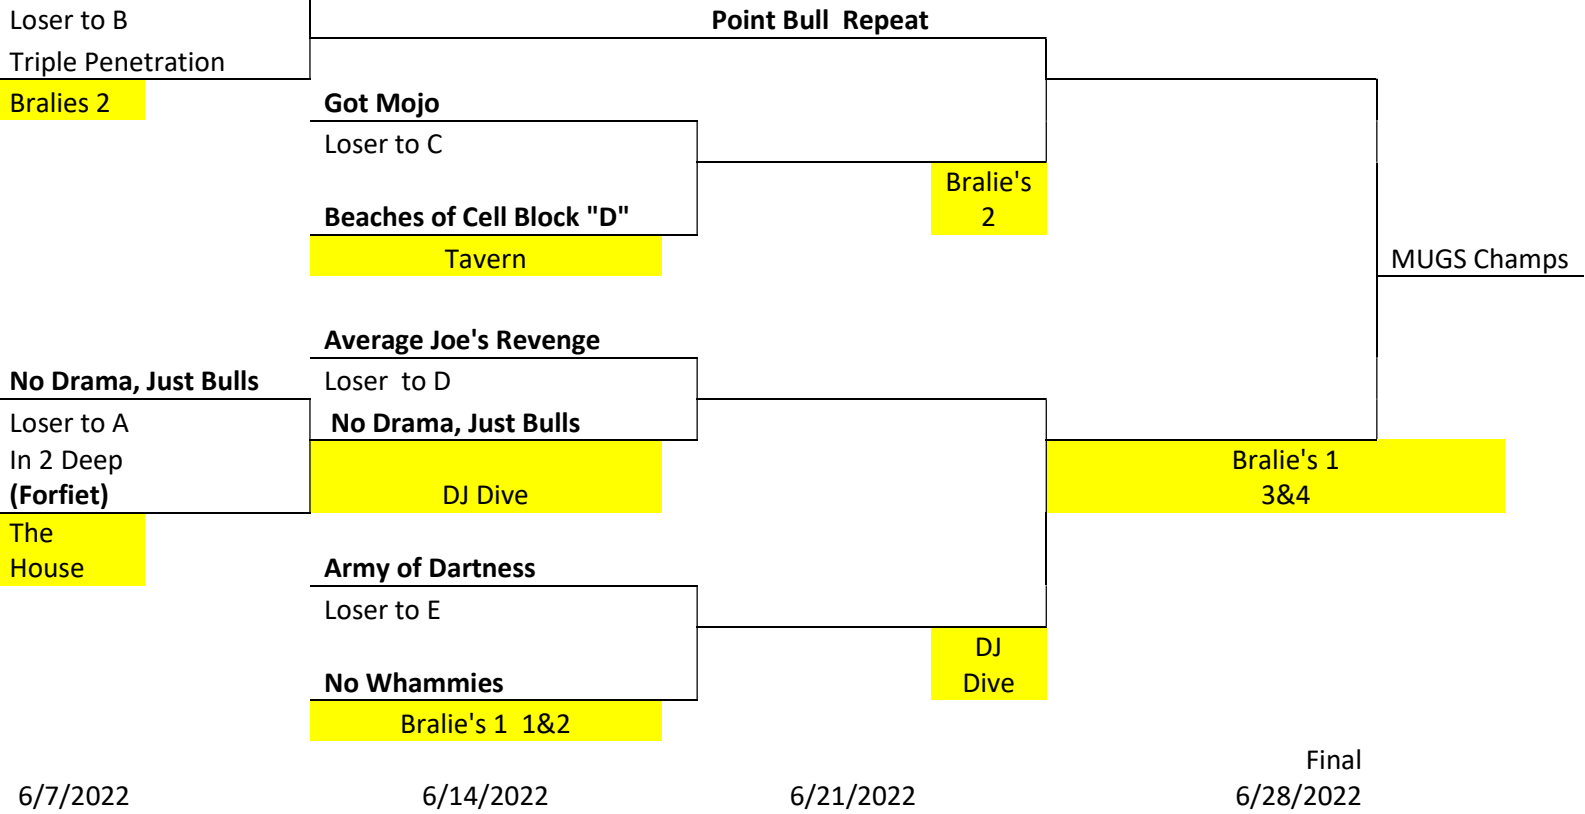 Loser to B
Point Bull  Repeat
Triple Penetration
Bralies 2
Got Mojo
Loser to C
Bralie's
2
Beaches of Cell Block "D"
Tavern
MUGS Champs
Average Joe's Revenge
No Drama, Just Bulls
Loser  to D
Loser to A
No Drama, Just Bulls
In 2 Deep
(Forfiet)
DJ Dive
Bralie's 1
3&4
The
House
Army of Dartness
Loser to E
DJ
Dive
No Whammies
Bralie's 1  1&2
Final
6/7/2022
6/14/2022
6/21/2022
6/28/2022